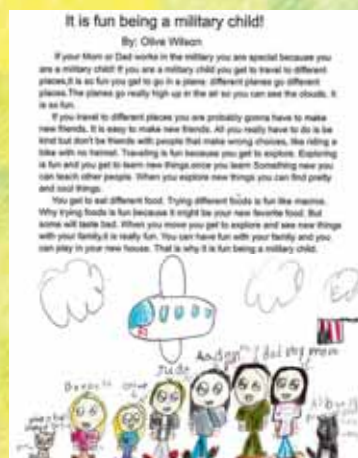 It is fun being a military child!
By: Olive Wilson
If your Mom or Dad works in the military you are special because you
are a military child! If you are a military child you get to travel to different
places,it is so fun you get to go in a plane. different planes go different
places.The planes go really high up in the air so you can see the clouds. It
is so fun.
If you travel to different places you are probably gonna have to make
new friends. It is easy to make new friends. All you really have to do is be
kind but don't be friends with people that make wrong choices, like riding a
bike with no helmet. Traveling is fun because you get to explore. Exploring
is fun and you get to learn new things,once you learn Something new you
can teach other people. When you explore new things you can find pretty
and cool things.
You get to eat different food. Trying different foods is fun like
Why trying foods is fun because it might be your new favorite food. But
some will taste bad. When you move you get to explore and see new things
with your family,it is really fun. You can have fun with your family and you
can play in your new house. That is why it is fun being a military child.
Jude
Dad my mom